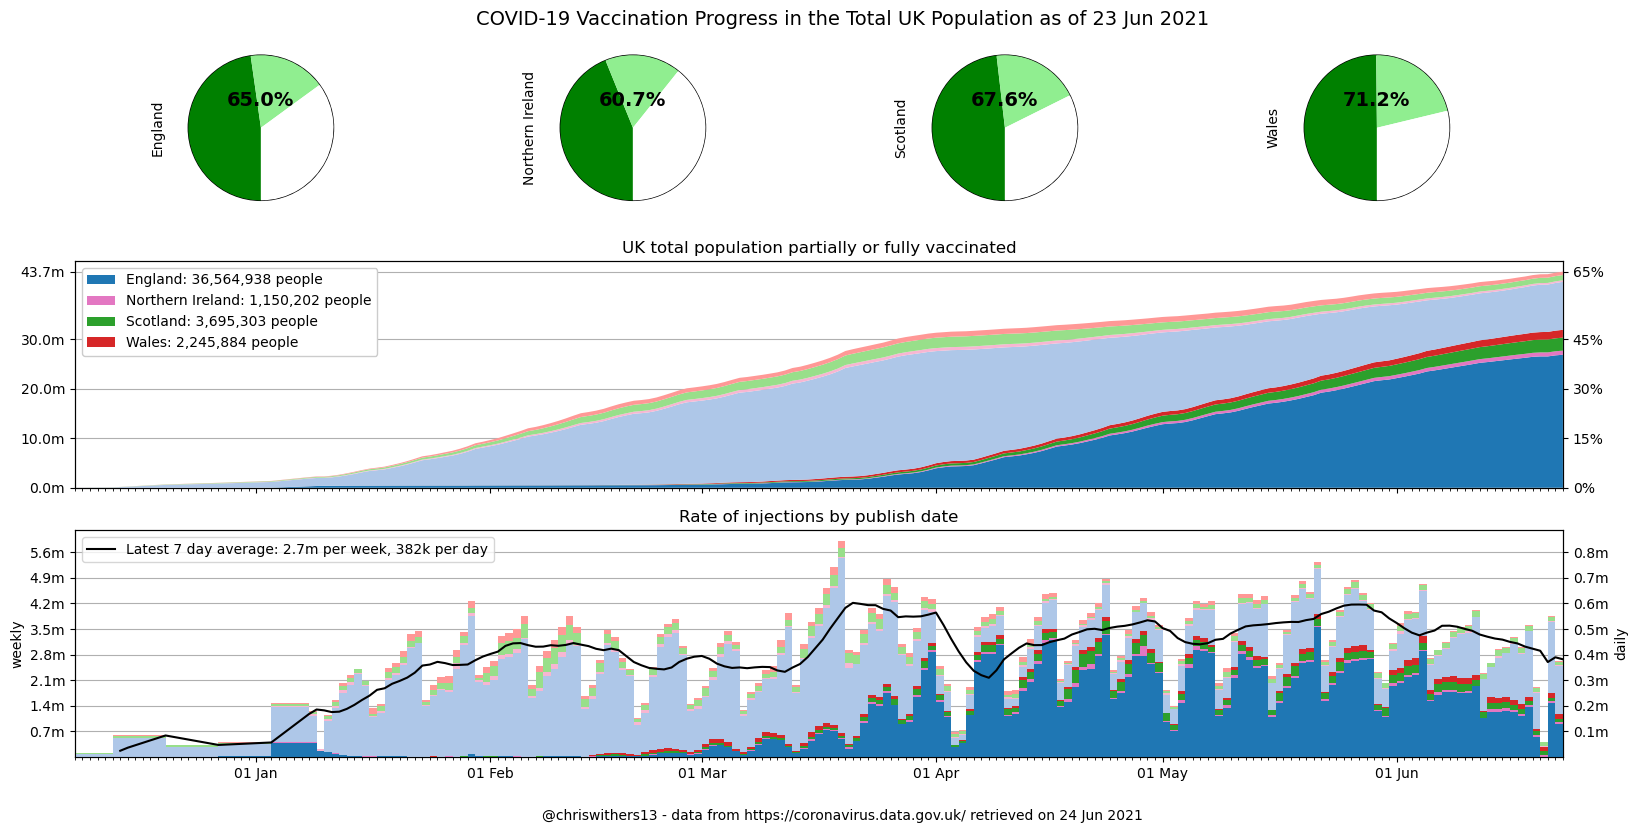 COVID-19 Vaccination Progress in the Total UK Population as of 23 Jun 2021
England
65.0%
Northern Ireland
60.7%
Scotland
67.6%
Wales
71.2%
UK total population partially or fully vaccinated
43.7m
30.0m
20.0m
10.0m
0.0m
England: 36,564,938 people
Northern Ireland: 1,150,202 people
Scotland: 3,695,303 people
Wales: 2,245,884 people
65%
45%
30%
15%
0%
Rate of injections by publish date
weekly
5.6m
4.9m
4.2m
3.5m
2.8m
2.1m
1.4m
0.7m
Latest 7 day average: 2.7m per week, 382k per day
0.8m
0.7m
0.6m
0.5m
0.4m
0.3m
0.2m
0.1m
daily
01 Jan
01 Feb
01 Mar
01 Apr
01 May
01 Jun
@chriswithers13 - data from https://coronavirus.data.gov.uk/ retrieved on 24 Jun 2021